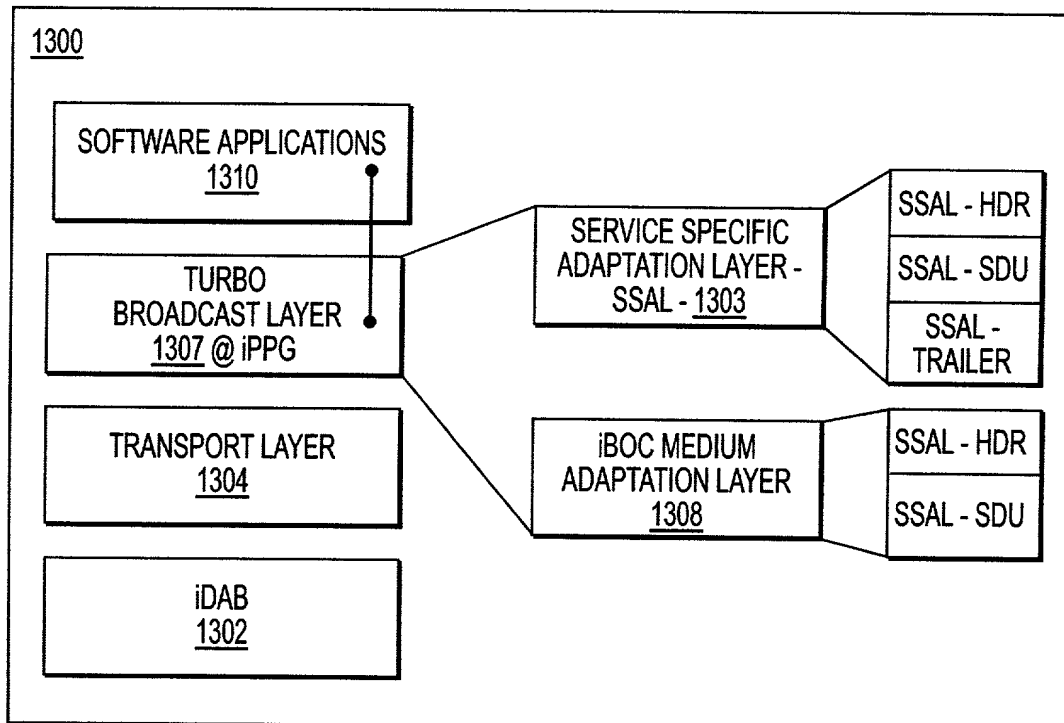 1300
SOFTWARE APPLICATIONS
1310
TURBO
BROADCAST LAYER
1307 @ iPPG
TRANSPORT LAYER
1304
iDAB
1302
SERVICE SPECIFIC
ADAPTATION LAYER -
SSAL - 1303
SSAL - HDR
SSAL - SDU
SSAL -
TRAILER
iBOC MEDIUM
ADAPTATION LAYER
1308
SSAL - HDR
SSAL - SDU